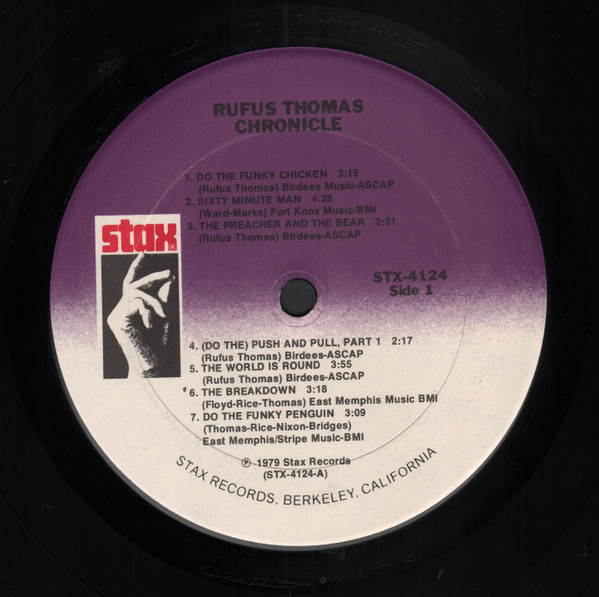 RUFUS THOMAS
CHRONICLE
1. DO THE FUNKY CHICKEN 3:15
(Rufus Thomas) Birdees Music-ASCAP
2. SIXTY MINUTE MAN 4:28
(Ward-Marks) Fort Knox Music-BMI
3. THE PREACHER AND THE BEAR 3:51
(Rufus Thomas) Birdees-ASCAP
stax®
STX-4124
Side 1
4. (DO THE) PUSH AND PULL, PART 1 2:17
(Rufus Thomas) Birdees-ASCAP
5. THE WORLD IS ROUND 3:55
(Rufus Thomas) Birdees-ASCAP
6. THE BREAKDOWN 3:18
(Floyd-Rice-Thomas) East Memphis Music BMI
7. DO THE FUNKY PENGUIN 3:09
(Thomas-Rice-Nixon-Bridges)
East Memphis/Stripe Music-BMI
℗ 1979 Stax Records
(STX-4124-A)
STAX RECORDS, BERKELEY, CALIFORNIA